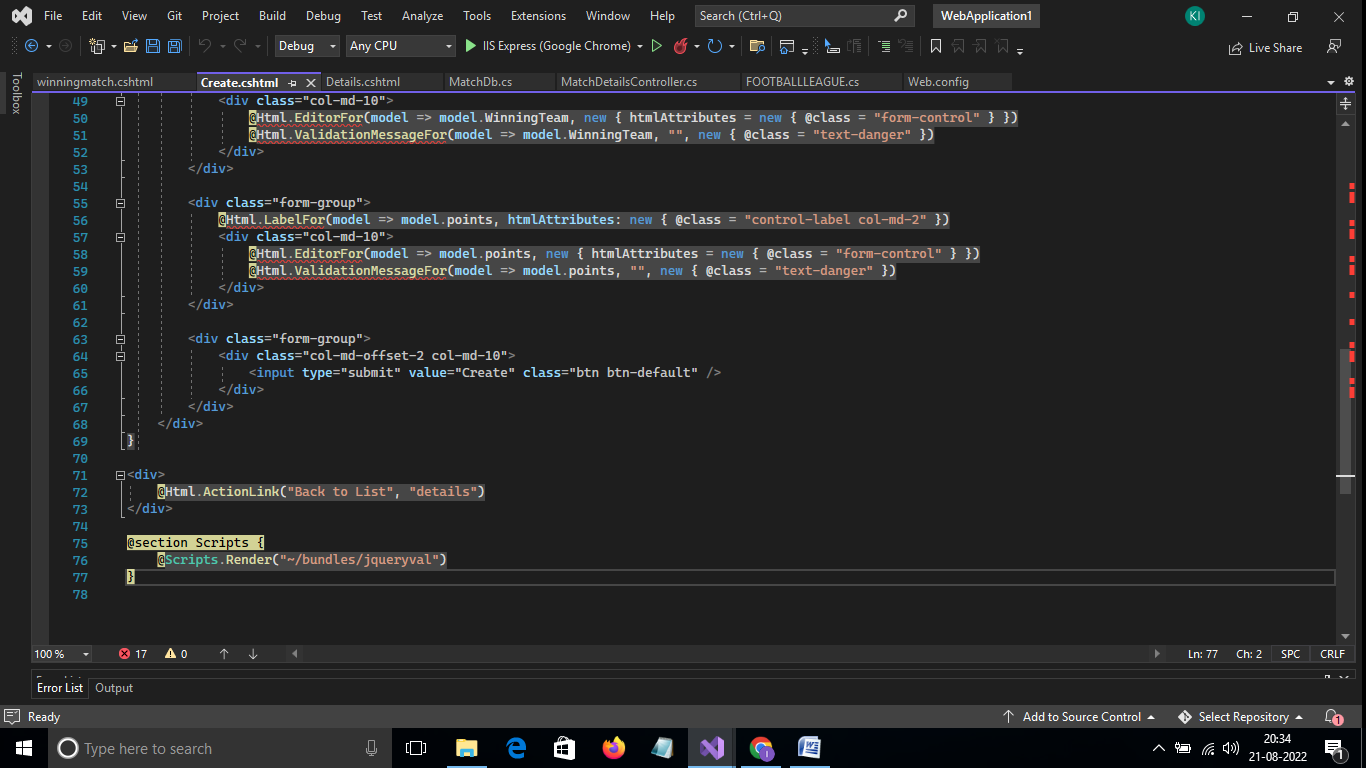 File Edit View Git Project Build Debug Test Analyze Tools Extensions Window Help Search (Ctrl+Q) WebApplication1 KI
Debug Any CPU IIS Express (Google Chrome) Live Share
winningmatch.cshtml Create.cshtml Details.cshtml MatchDb.cs MatchDetailsController.cs FOOTBALLLEAGUE.cs Web.config
Toolbox
49 <div class="col-md-10">
50 @Html.EditorFor(model => model.WinningTeam, new { htmlAttributes = new { @class = "form-control" } })
51 @Html.ValidationMessageFor(model => model.WinningTeam, "", new { @class = "text-danger" })
52 </div>
53 </div>
54
55 <div class="form-group">
56 @Html.LabelFor(model => model.points, htmlAttributes: new { @class = "control-label col-md-2" })
57 <div class="col-md-10">
58 @Html.EditorFor(model => model.points, new { htmlAttributes = new { @class = "form-control" } })
59 @Html.ValidationMessageFor(model => model.points, "", new { @class = "text-danger" })
60 </div>
61 </div>
62
63 <div class="form-group">
64 <div class="col-md-offset-2 col-md-10">
65 <input type="submit" value="Create" class="btn btn-default" />
66 </div>
67 </div>
68 </div>
69 }
70
71 <div>
72 @Html.ActionLink("Back to List", "details")
73 </div>
74
75 @section Scripts {
76 @Scripts.Render("~/bundles/jqueryval")
77 }
78
100 % 17 0 Ln: 77 Ch: 2 SPC CRLF
Error List Output
Ready Add to Source Control Select Repository 1
Type here to search 20:34
21-08-2022 1